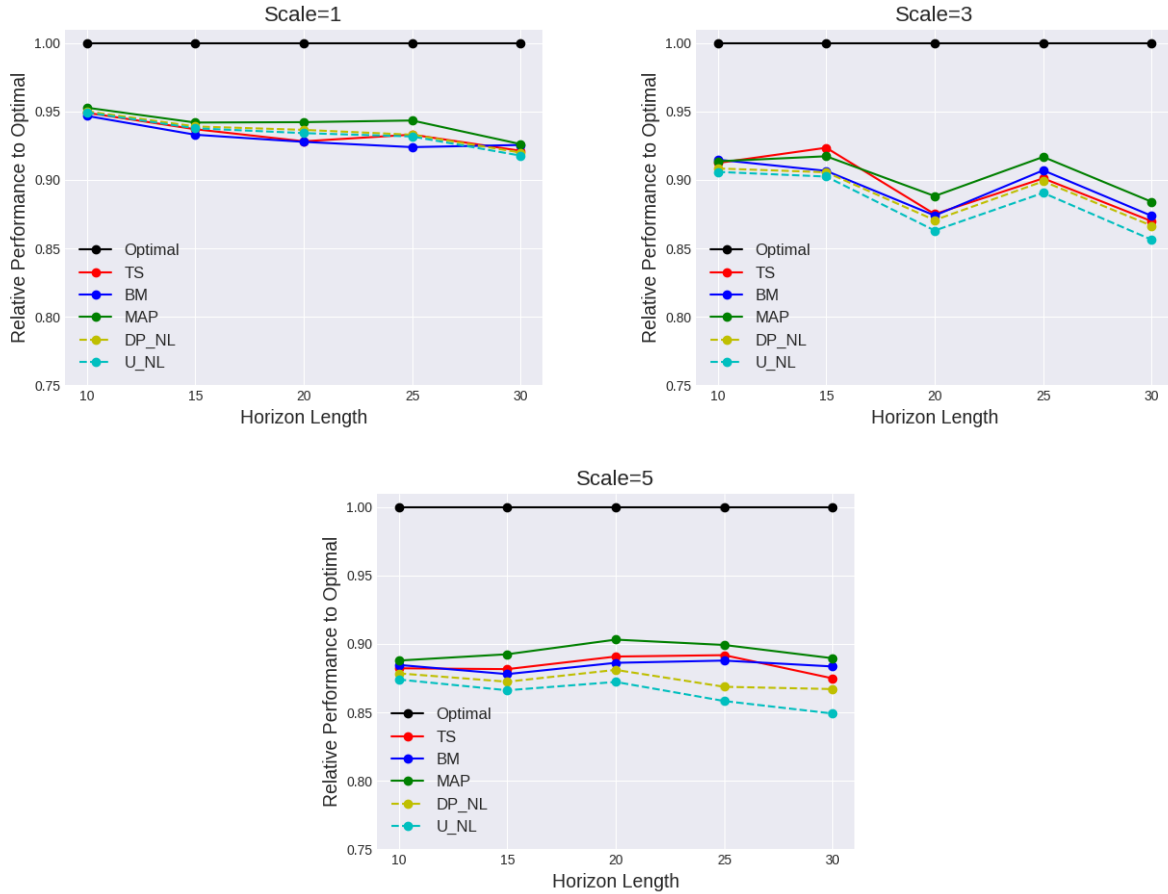 Scale=1
Relative Performance to Optimal
1.00
0.95
0.90
0.85
0.80
0.75
Optimal
TS
BM
MAP
DP_NL
U_NL
10 15 20 25 30
Horizon Length
Scale=3
Relative Performance to Optimal
1.00
0.95
0.90
0.85
0.80
0.75
Optimal
TS
BM
MAP
DP_NL
U_NL
10 15 20 25 30
Horizon Length
Scale=5
Relative Performance to Optimal
1.00
0.95
0.90
0.85
0.80
0.75
Optimal
TS
BM
MAP
DP_NL
U_NL
10 15 20 25 30
Horizon Length